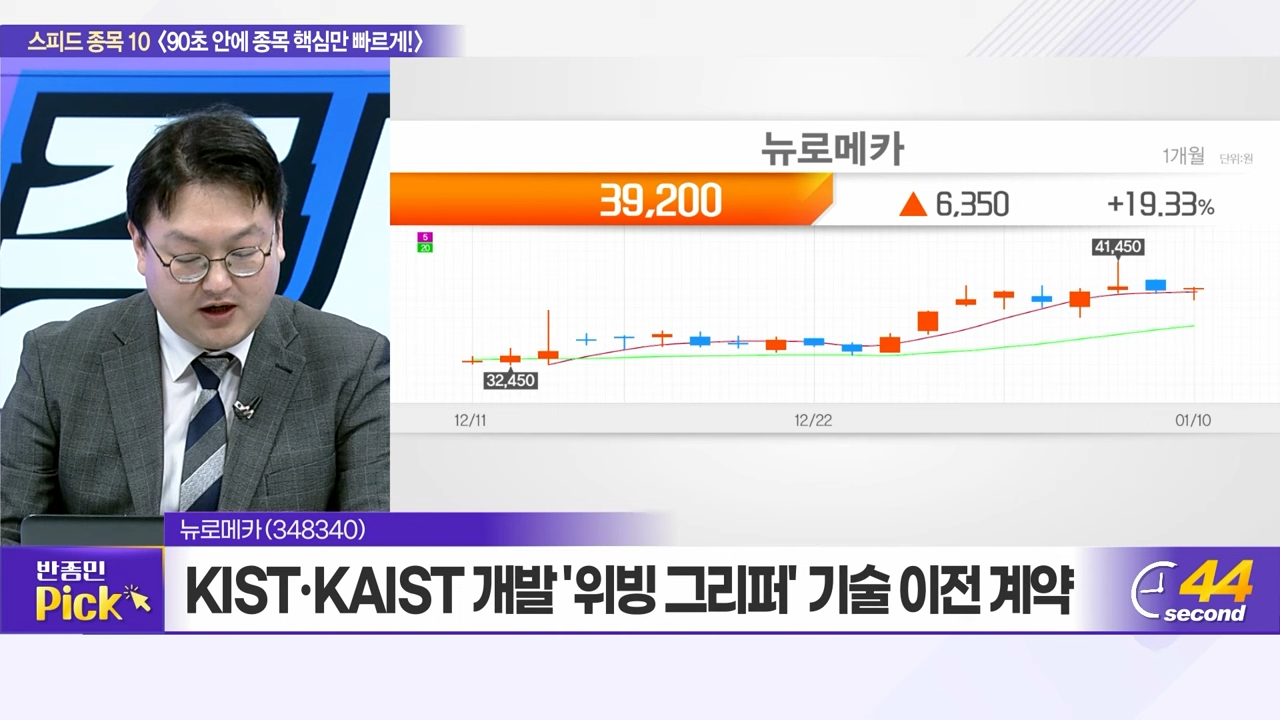 스피드 종목 10 〈90초 안에 종목 핵심만 빠르게!〉
뉴로메카
1개월 단위:원
39,200 ▲ 6,350 +19.33%
5
20
41,450
32,450
12/11 12/22 01/10
뉴로메카(348340)
반종민
Pick
KIST·KAIST 개발 '위빙 그리퍼' 기술 이전 계약
44
second